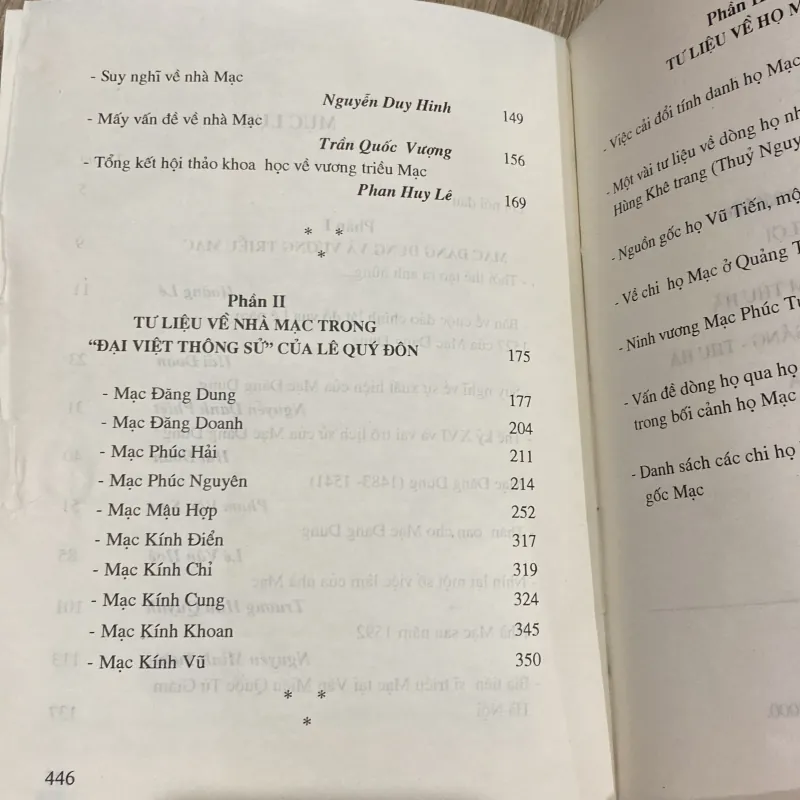 - Suy nghĩ về nhà Mạc
Nguyễn Duy Hinh 149
- Mấy vấn đề về nhà Mạc
Trần Quốc Vượng 156
- Tổng kết hội thảo khoa học về vương triều Mạc
Phan Huy Lê 169
* *
*
Phần II
TƯ LIỆU VỀ NHÀ MẠC TRONG
“ĐẠI VIỆT THÔNG SỬ” CỦA LÊ QUÝ ĐÔN 175
- Mạc Đăng Dung 177
- Mạc Đăng Doanh 204
- Mạc Phúc Hải 211
- Mạc Phúc Nguyên 214
- Mạc Mậu Hợp 252
- Mạc Kính Điển 317
- Mạc Kính Chỉ 319
- Mạc Kính Cung 324
- Mạc Kính Khoan 345
- Mạc Kính Vũ 350
* *
*
446
Phần
TƯ LIỆU VỀ HỌ
- Việc cải đổi tính danh họ Mạc
- Một vài tư liệu về dòng họ
Hùng Khê trang (Thuỷ
- Nguồn gốc họ Vũ Tiến,
- Về chi họ Mạc ở Quảng
- Ninh vương Mạc Phúc
- Vấn đề dòng họ qua họ
trong bối cảnh họ Mạc
- Danh sách các chi họ
gốc Mạc